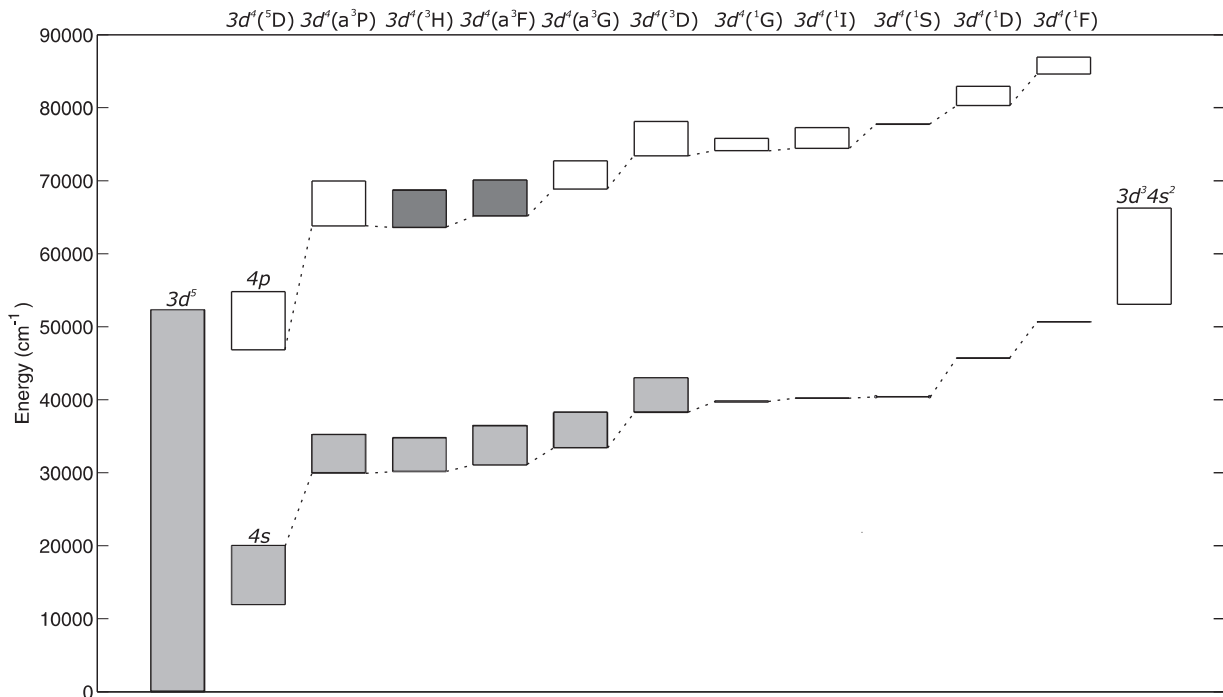 3d⁴(⁵D) 3d⁴(a³P) 3d⁴(³H) 3d⁴(a³F) 3d⁴(a³G) 3d⁴(³D) 3d⁴(¹G) 3d⁴(¹I) 3d⁴(¹S) 3d⁴(¹D) 3d⁴(¹F)
90000
80000
70000
3d³4s²
60000
4p
3d⁵
50000
Energy (cm⁻¹)
40000
30000
4s
20000
10000
0